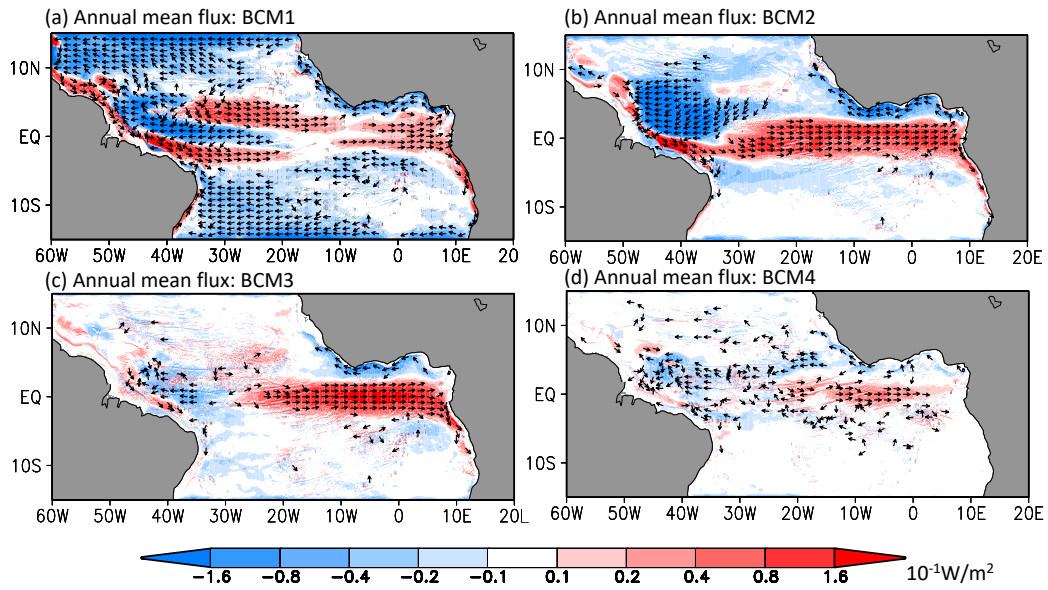 (a) Annual mean flux: BCM1
(b) Annual mean flux: BCM2
10N
EQ
10S
60W 50W 40W 30W 20W 10W 0 10E 20
10N
EQ
10S
60W 50W 40W 30W 20W 10W 0 10E 20E
(c) Annual mean flux: BCM3
(d) Annual mean flux: BCM4
10N
EQ
10S
60W 50W 40W 30W 20W 10W 0 10E 20
10N
EQ
10S
60W 50W 40W 30W 20W 10W 0 10E 20E
-1.6 -0.8 -0.4 -0.2 -0.1 0.1 0.2 0.4 0.8 1.6
10⁻¹W/m²